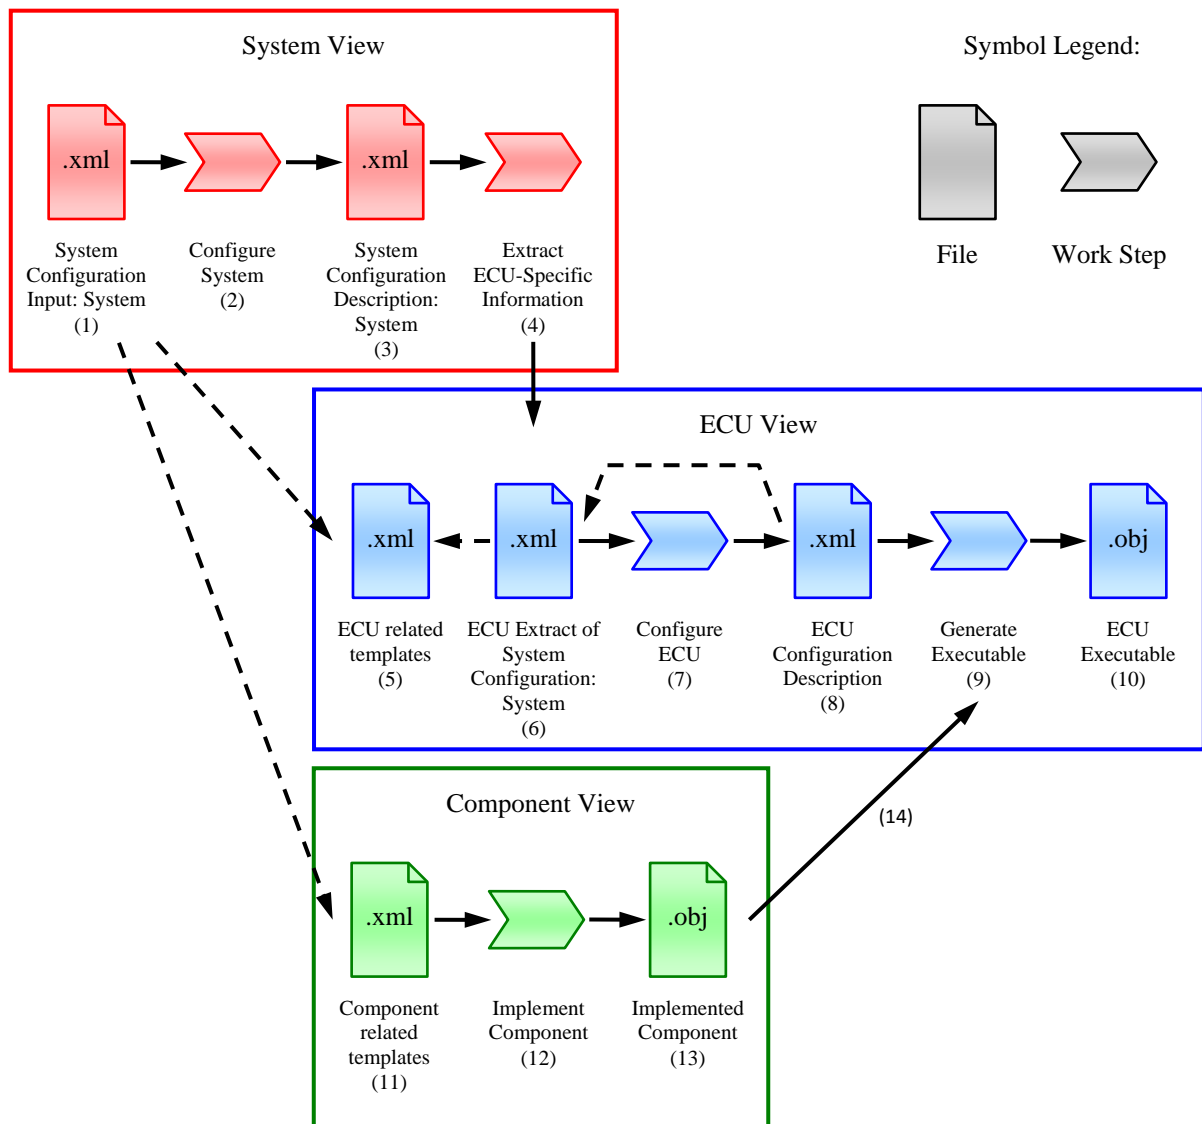 System View
Symbol Legend:
.xml
.xml
System
Configuration
Input: System
(1)
Configure
System
(2)
System
Configuration
Description:
System
(3)
Extract
ECU-Specific
Information
(4)
File
Work Step
ECU View
.xml
.xml
.xml
.obj
ECU related
templates
(5)
ECU Extract of
System
Configuration:
System
(6)
Configure
ECU
(7)
ECU
Configuration
Description
(8)
Generate
Executable
(9)
ECU
Executable
(10)
Component View
(14)
.xml
.obj
Component
related
templates
(11)
Implement
Component
(12)
Implemented
Component
(13)